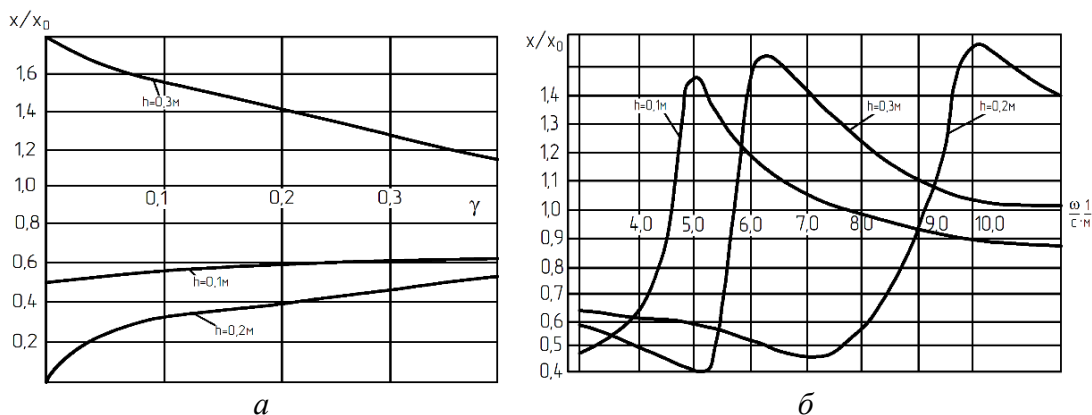 x/x₀
1,6
1,4
1,2
1,0
0,8
0,6
0,4
0,2
0,1
0,2
0,3
γ
h=0,3м
h=0,1м
h=0,2м
а
x/x₀
1,4
1,3
1,2
1,1
1,0
0,9
0,8
0,7
0,6
0,5
0,4
4,0
5,0
6,0
7,0
8,0
9,0
10,0
ω 1
с·м
h=0,1м
h=0,3м
h=0,2м
б